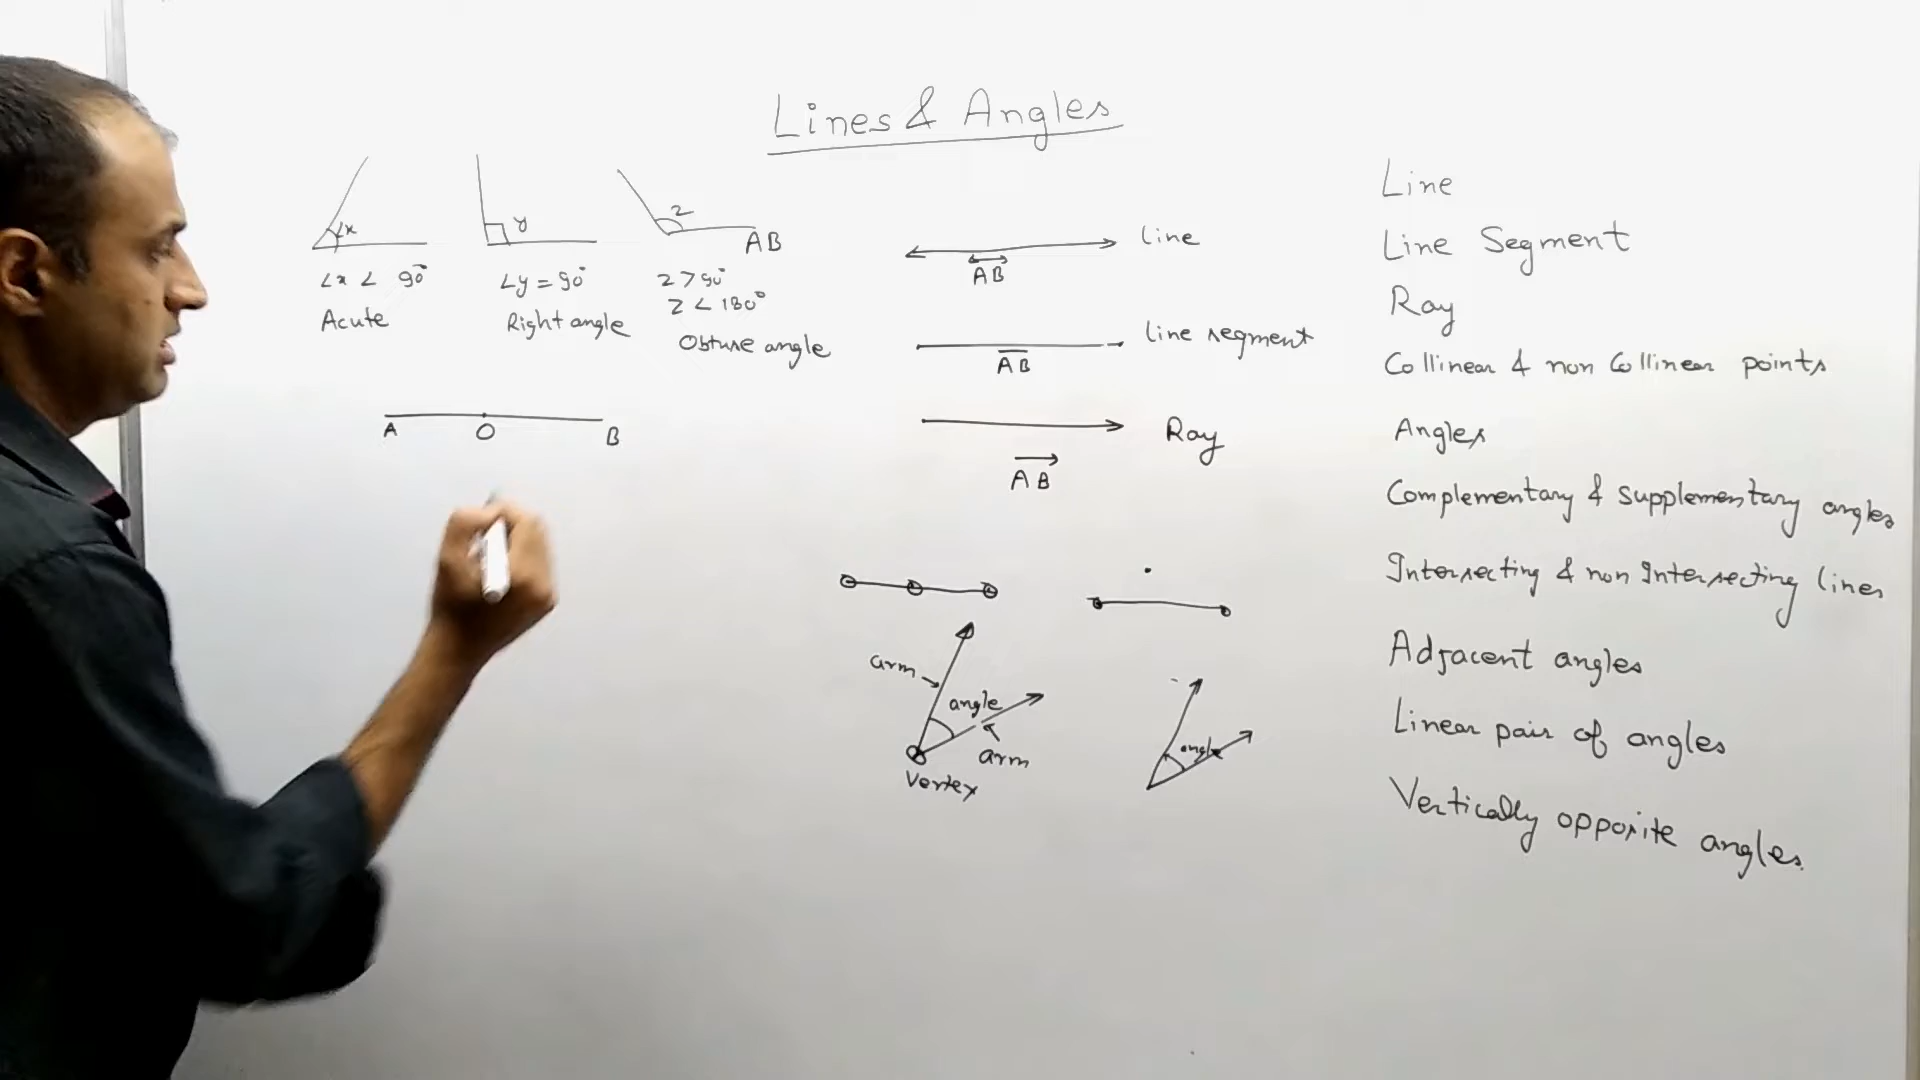 Lines & Angles
∠x
∠x < 90°
Acute
y
∠y = 90°
Right angle
z
AB
z > 90°
z < 180°
Obtuse angle
A O B
line
AB
line segment
AB
Ray
AB
arm
angle
arm
Vertex
angle
Line
Line Segment
Ray
Collinear & non Collinear points
Angles
Complementary & supplementary angles
Intersecting & non Intersecting lines
Adjacent angles
Linear pair of angles
Vertically opposite angles.